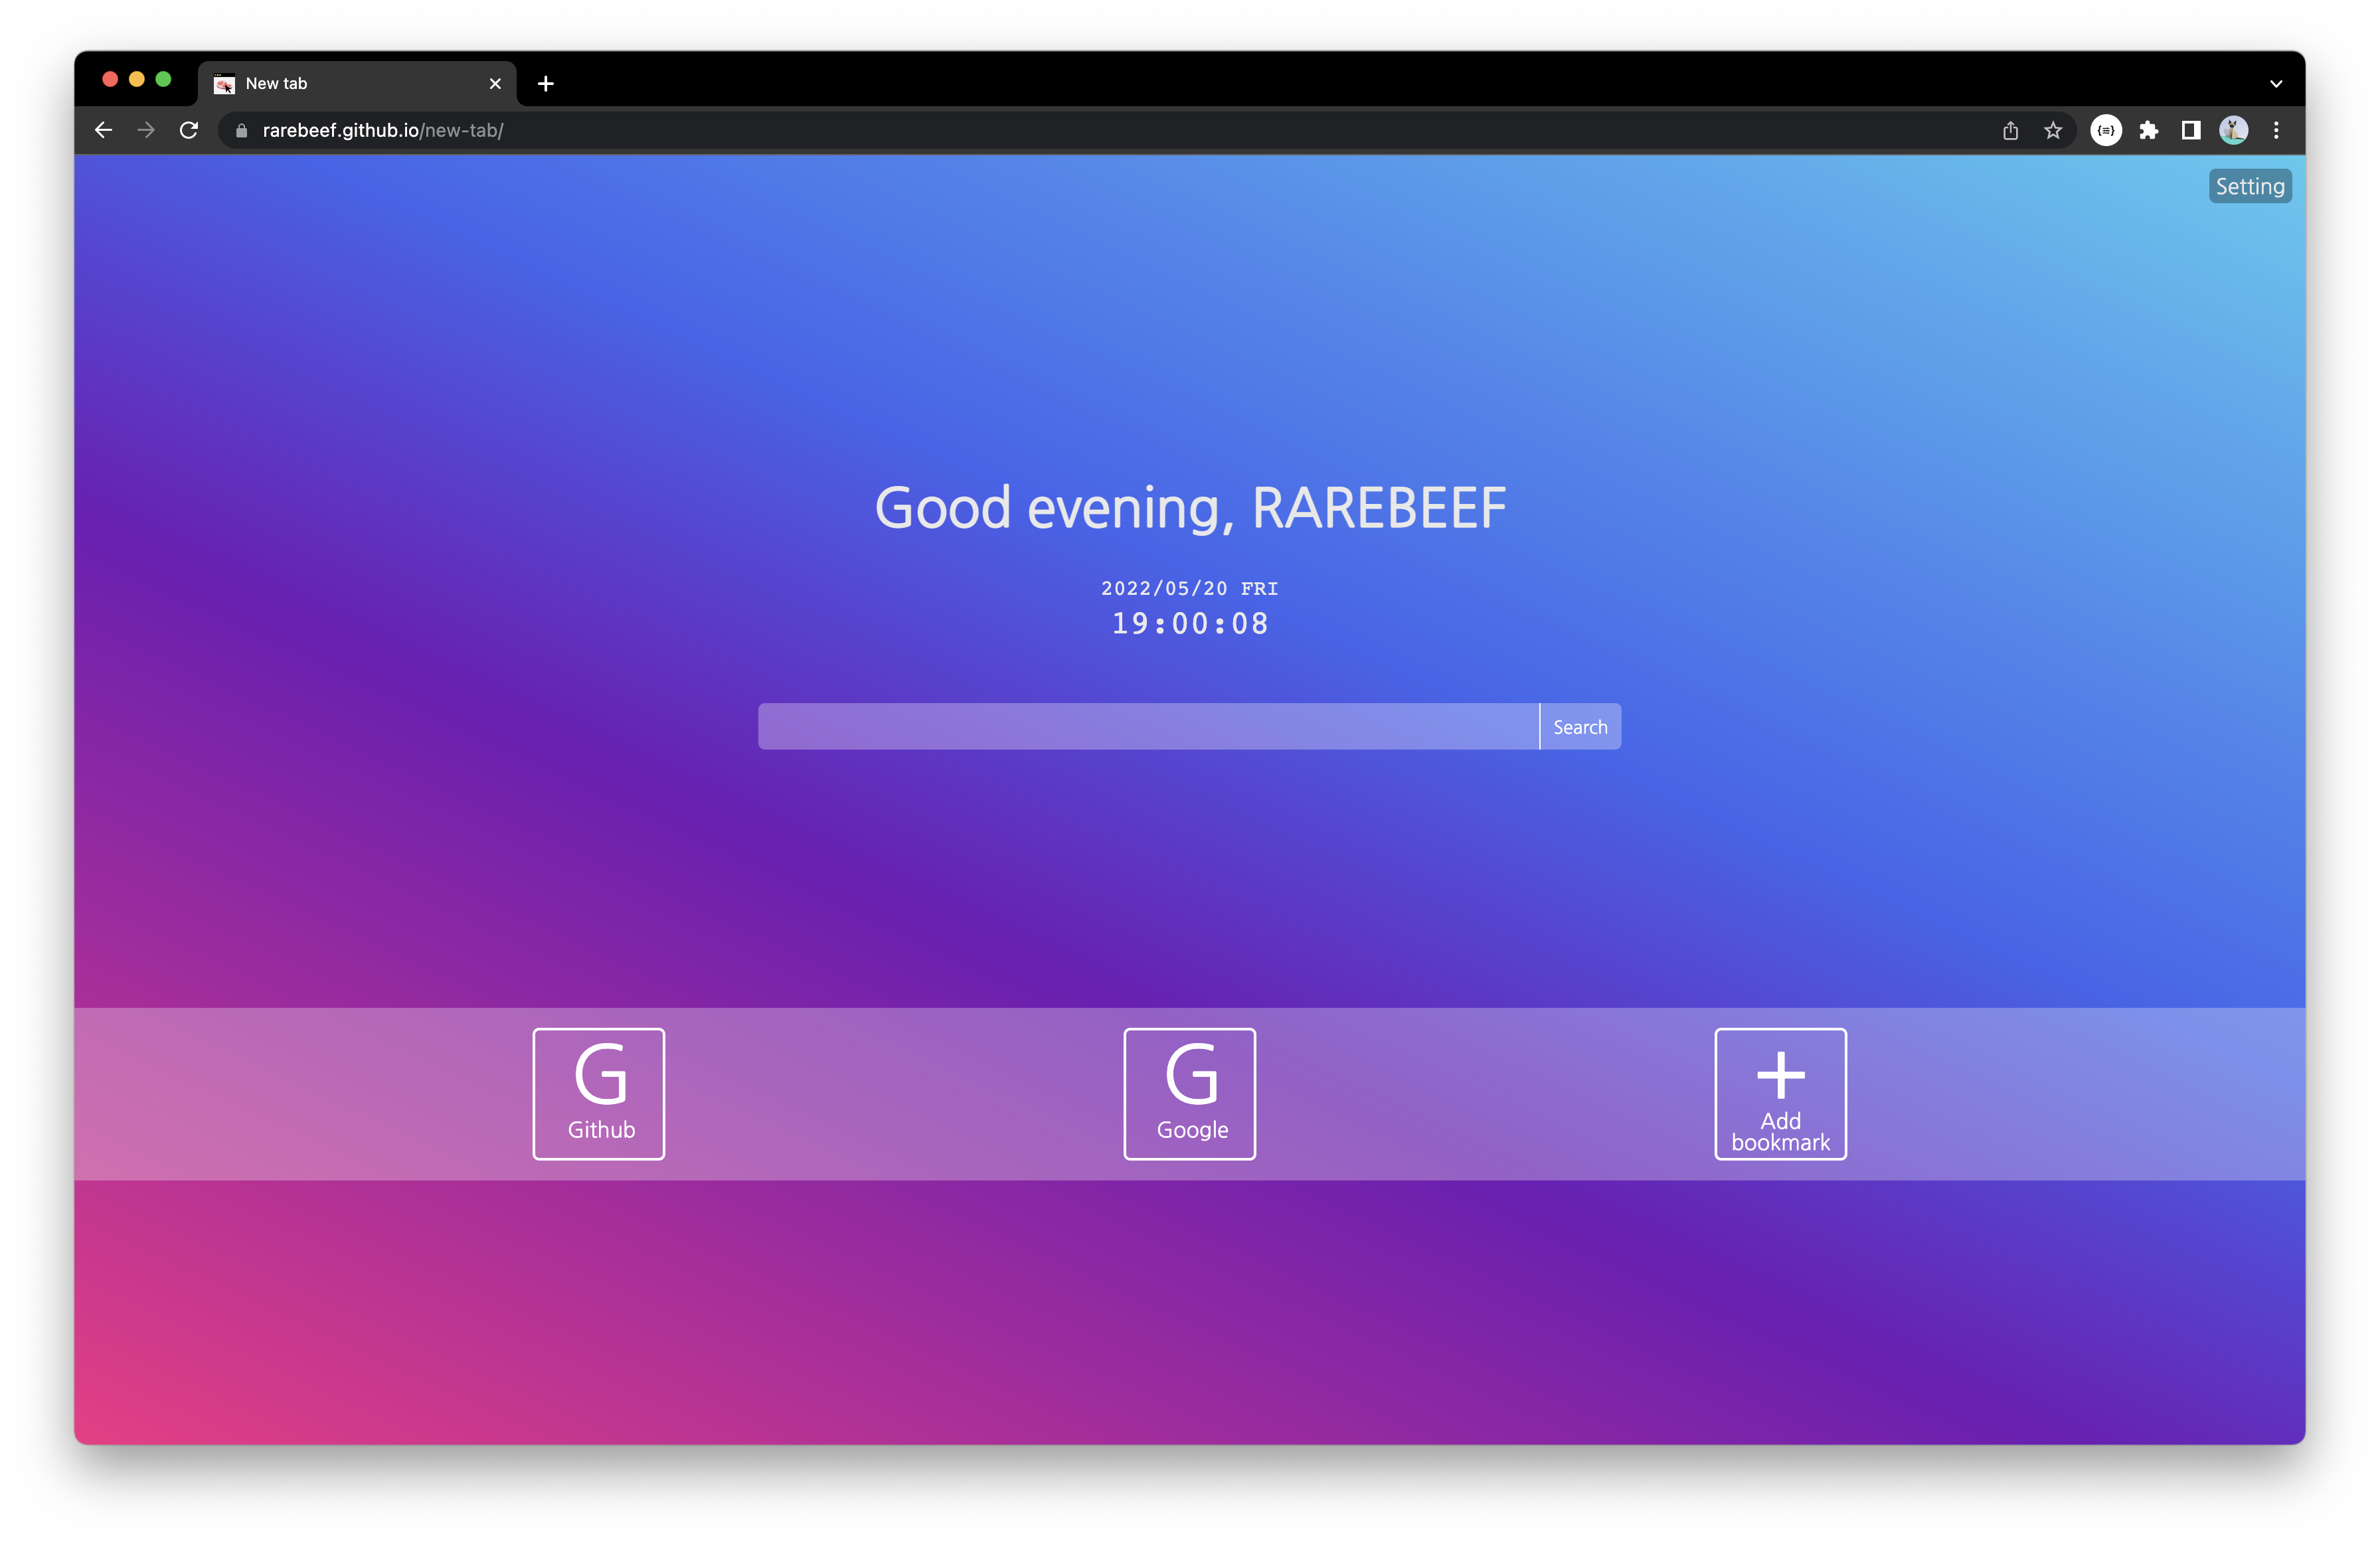 New tab
rarebeef.github.io/new-tab/
Setting
Good evening, RAREBEEF
2022/05/20 FRI
19:00:08
Search
G
Github
G
Google
+
Add
bookmark